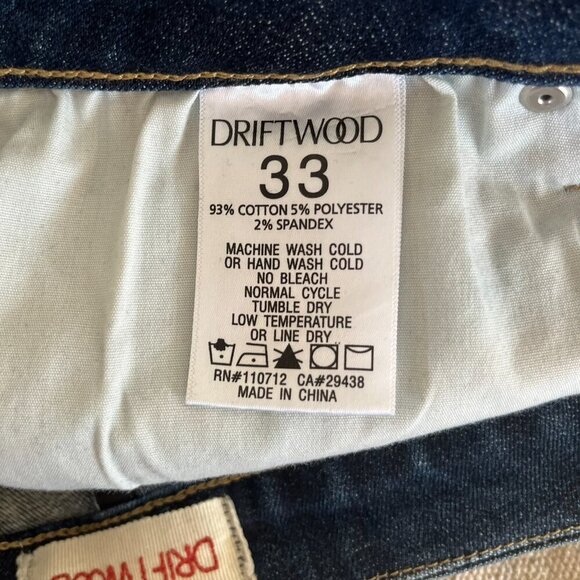 DRIFTWOOD
33
93% COTTON 5% POLYESTER
2% SPANDEX
MACHINE WASH COLD
OR HAND WASH COLD
NO BLEACH
NORMAL CYCLE
TUMBLE DRY
LOW TEMPERATURE
OR LINE DRY
RN#110712 CA#29438
MADE IN CHINA
DRIFTWOOD